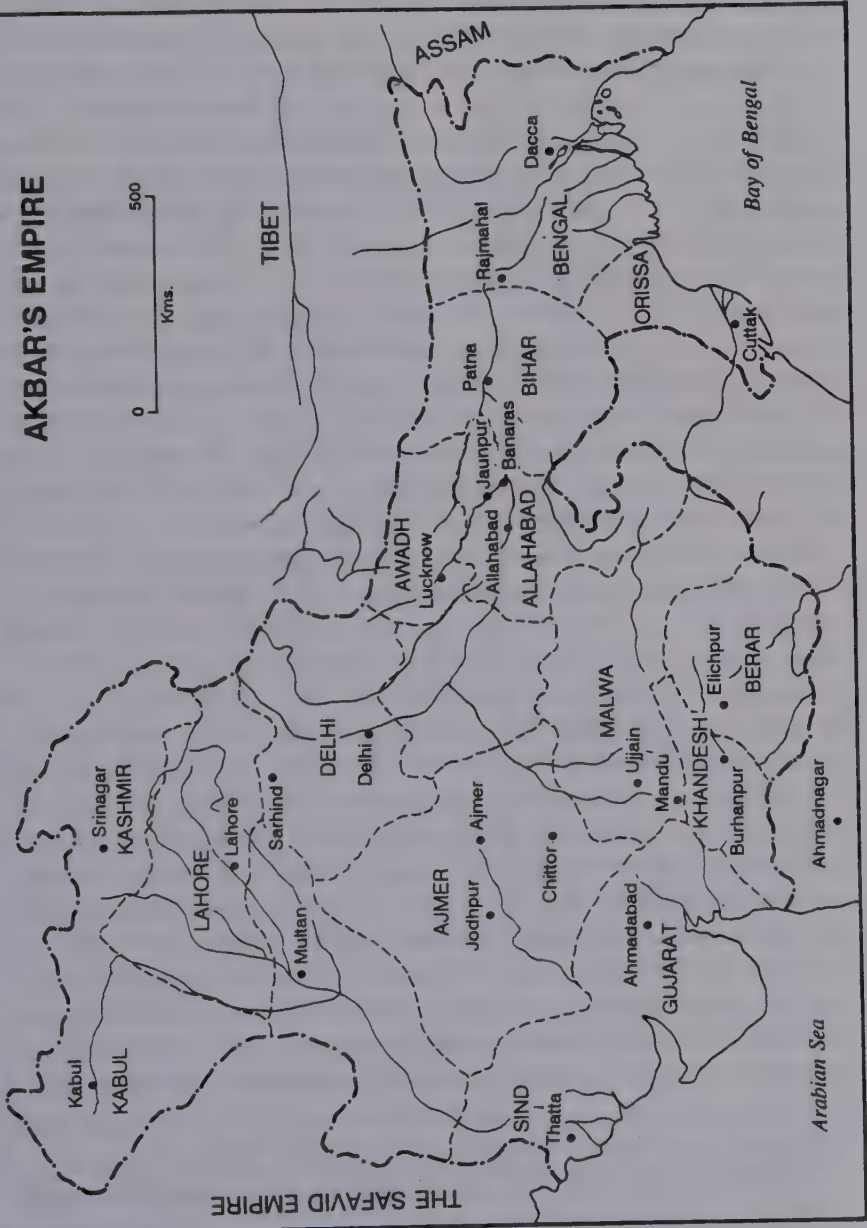 AKBAR'S EMPIRE
0
500
Kms.
TIBET
ASSAM
THE SAFAVID EMPIRE
Kabul
KABUL
Srinagar
KASHMIR
LAHORE
Lahore
Sarhind
Multan
DELHI
Delhi
AWADH
Lucknow
Jaunpur
Banaras
Allahabad
ALLAHABAD
Patna
BIHAR
Rajmahal
BENGAL
Dacca
ORISSA
Cuttak
AJMER
Jodhpur
Ajmer
Chittor
MALWA
Ujjain
Mandu
KHANDESH
Burhanpur
Elichpur
BERAR
Ahmadnagar
Ahmadabad
GUJARAT
SIND
Thatta
Arabian Sea
Bay of Bengal